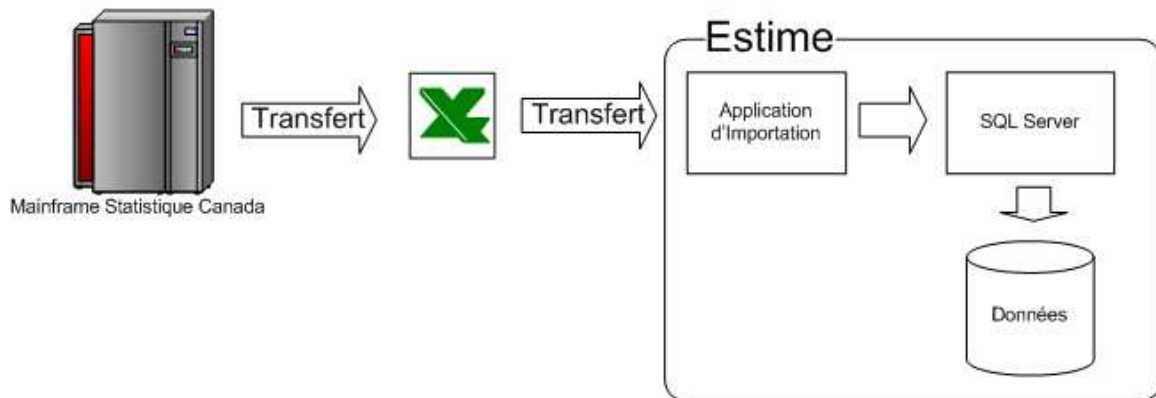 Estime
Transfert
Transfert
Application
d'Importation
SQL Server
Mainframe Statistique Canada
Données